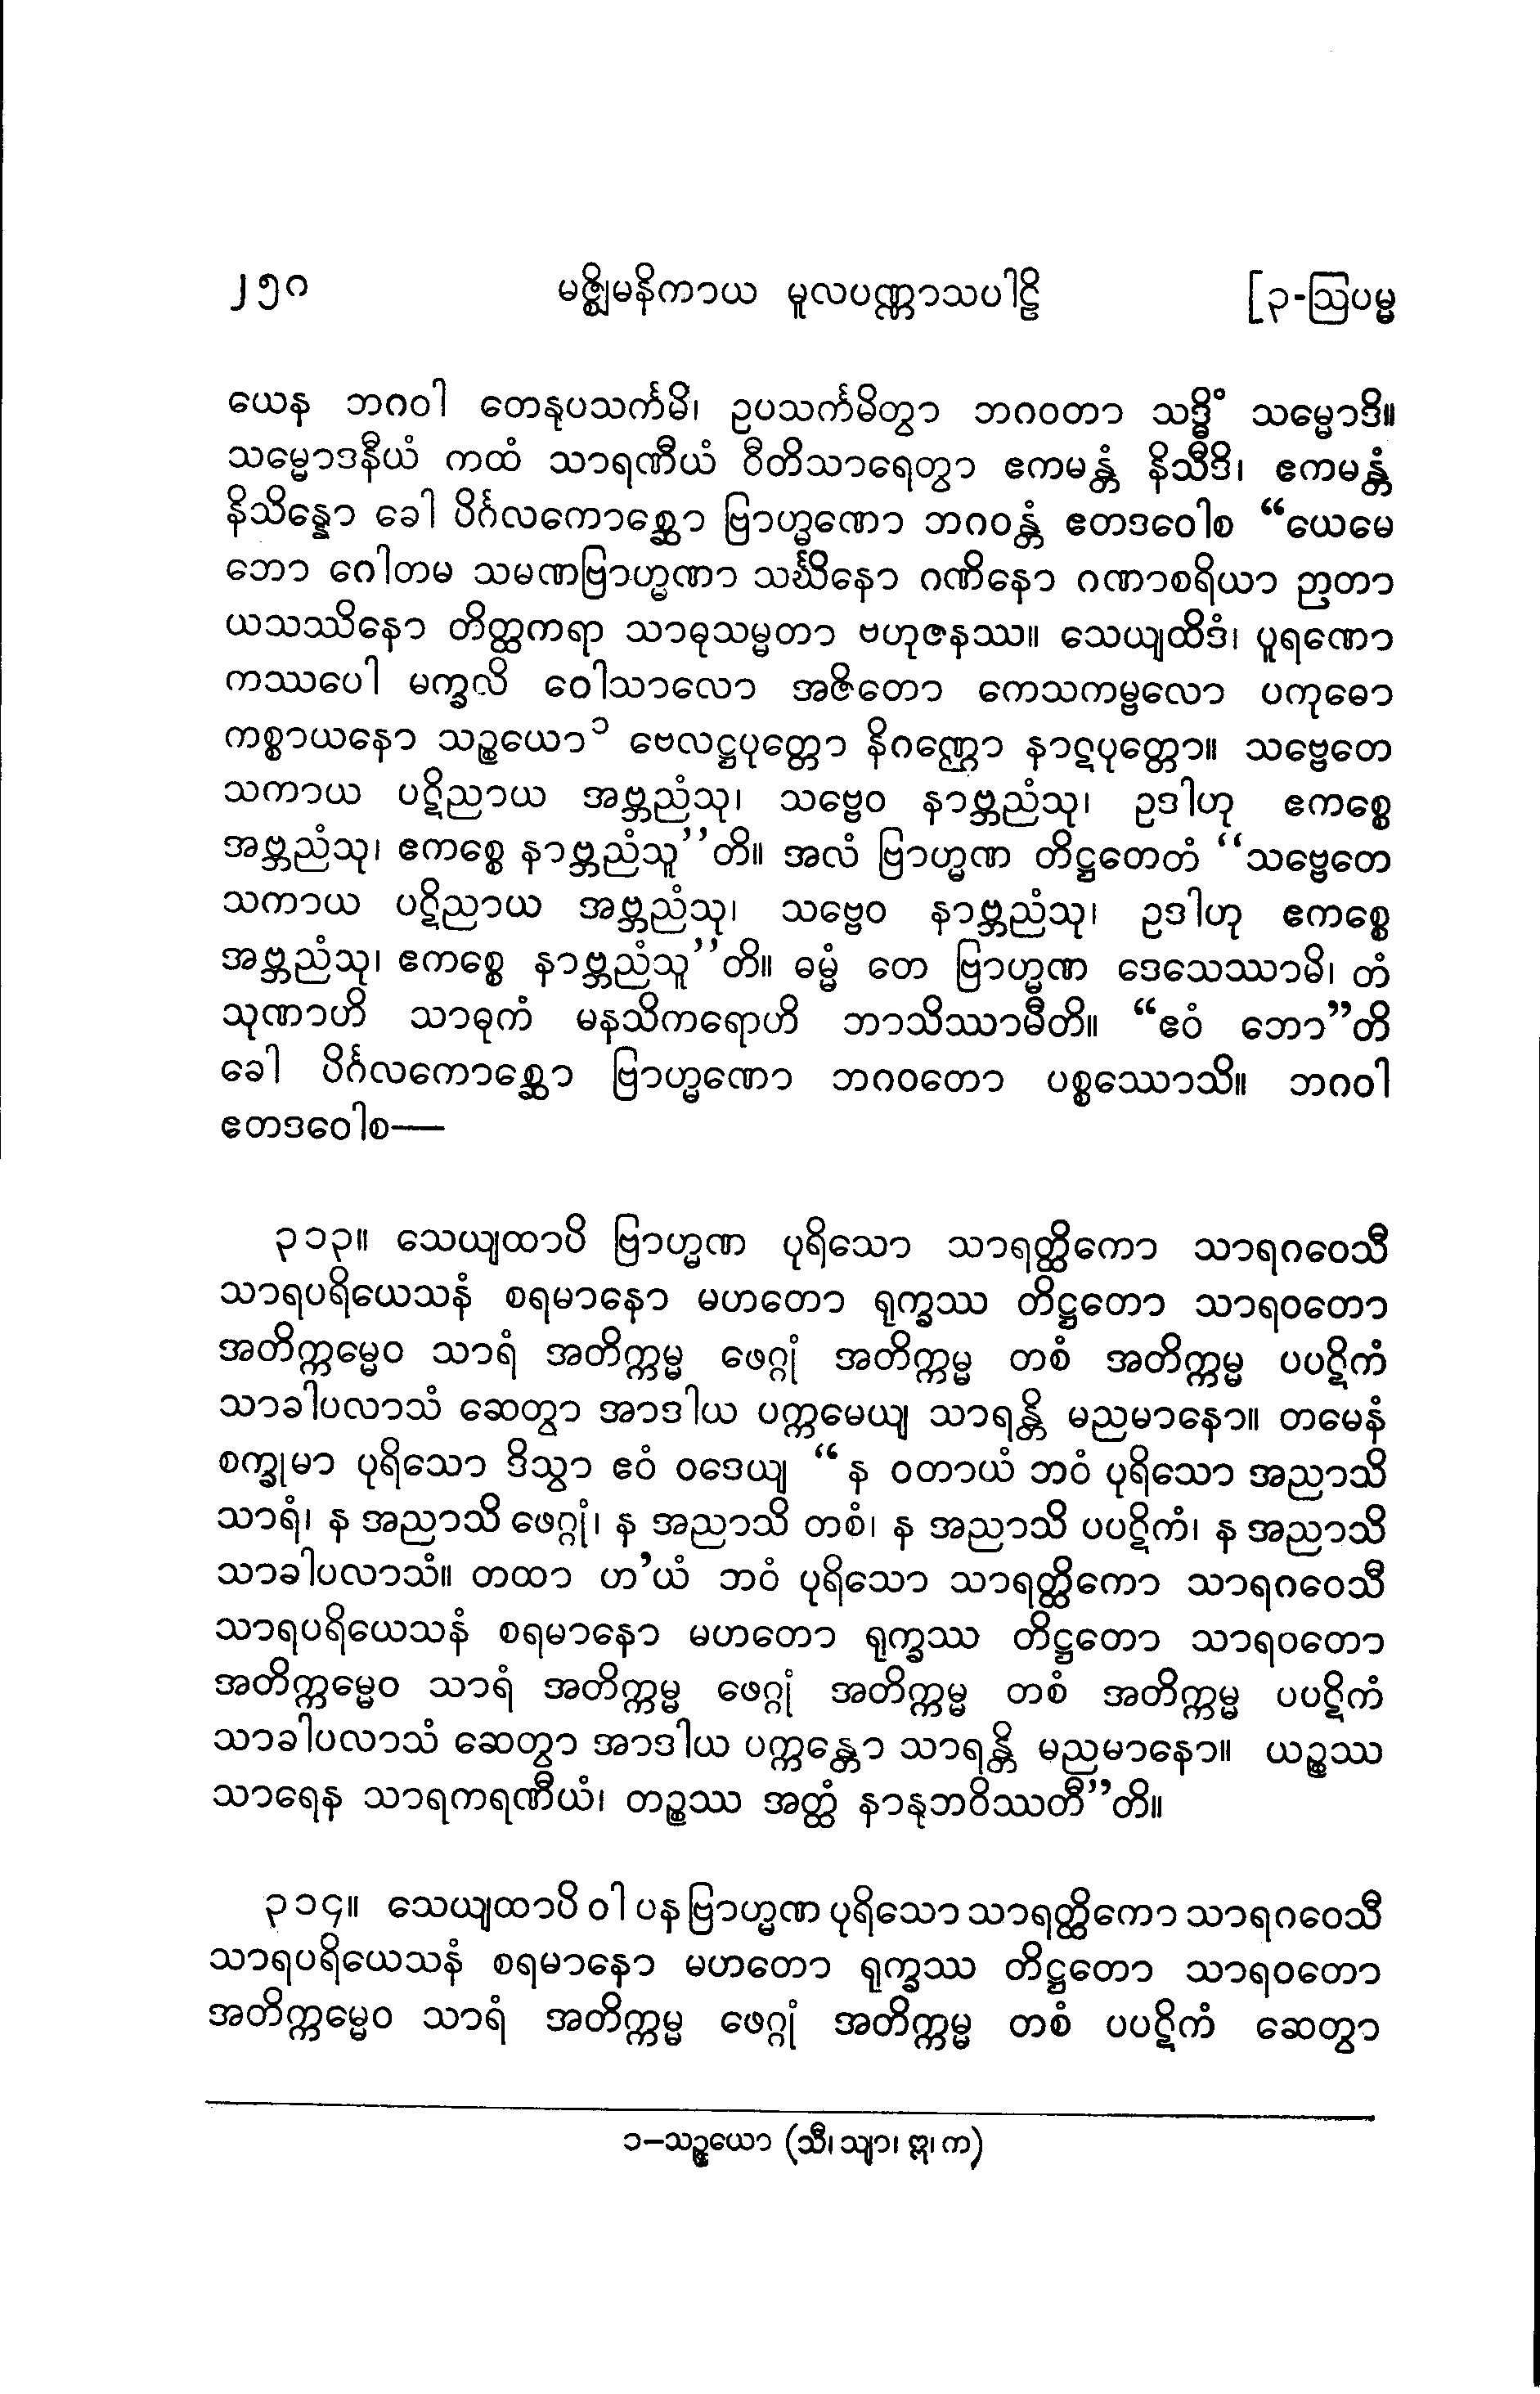 ၂၅၀ မဇ္ဈိမနိကာယ မူလပဏ္ဏာသပါဠိ [၃-ဩပမ္မ
ယေန ဘဂဝါ တေနုပသင်္ကမိ၊ ဥပသင်္ကမိတွာ ဘဂဝတာ သဒ္ဓိံ သမ္မောဒိ။
သမ္မောဒနီယံ ကထံ သာရဏီယံ ဝီတိသာရေတွာ ဧကမန္တံ နိသီဒိ၊ ဧကမန္တံ
နိသိန္နော ခေါ ပိင်္ဂလကောစ္ဆော ဗြာဟ္မဏော ဘဂဝန္တံ ဧတဒဝေါစ “ယေမေ
ဘော ဂေါတမ သမဏဗြာဟ္မဏာ သင်္ဃိနော ဂဏိနော ဂဏာစရိယာ ဉာတာ
ယသဿိနော တိတ္ထကရာ သာဓုသမ္မတာ ဗဟုဇနဿ။ သေယျထိဒံ၊ ပူရဏော
ကဿပေါ မက္ခလိ ဂေါသာလော အဇိတော ကေသကမ္ဗလော ပကုဓော
ကစ္စာယနော သဉ္စယော၁ ဗေလဋ္ဌပုတ္တော နိဂဏ္ဌော နာဋပုတ္တော။ သဗ္ဗေတေ
သကာယ ပဋိညာယ အဗ္ဘညံသု၊ သဗ္ဗေဝ နာဗ္ဘညံသု၊ ဥဒါဟု ဧကစ္စေ
အဗ္ဘညံသု၊ ဧကစ္စေ နာဗ္ဘညံသူ”တိ။ အလံ ဗြာဟ္မဏ တိဋ္ဌတေတံ “သဗ္ဗေတေ
သကာယ ပဋိညာယ အဗ္ဘညံသု၊ သဗ္ဗေဝ နာဗ္ဘညံသု၊ ဥဒါဟု ဧကစ္စေ
အဗ္ဘညံသု၊ ဧကစ္စေ နာဗ္ဘညံသူ”တိ။ ဓမ္မံ တေ ဗြာဟ္မဏ ဒေသေဿာမိ၊ တံ
သုဏာဟိ သာဓုကံ မနသိကရောဟိ ဘာသိဿာမီတိ။ “ဧဝံ ဘော”တိ
ခေါ ပိင်္ဂလကောစ္ဆော ဗြာဟ္မဏော ဘဂဝတော ပစ္စဿောသိ။ ဘဂဝါ
ဧတဒဝေါစ—
၃၁၃။ သေယျထာပိ ဗြာဟ္မဏ ပုရိသော သာရတ္ထိကော သာရဂဝေသီ
သာရပရိယေသနံ စရမာနော မဟတော ရုက္ခဿ တိဋ္ဌတော သာရဝတော
အတိက္ကမ္မေဝ သာရံ အတိက္ကမ္မ ဖေဂ္ဂုံ အတိက္ကမ္မ တစံ အတိက္ကမ္မ ပပဋိကံ
သာခါပလာသံ ဆေတွာ အာဒါယ ပက္ကမေယျ သာရန္တိ မညမာနော။ တမေနံ
စက္ခုမာ ပုရိသော ဒိသွာ ဧဝံ ဝဒေယျ “န ဝတာယံ ဘဝံ ပုရိသော အညာသိ
သာရံ၊ န အညာသိ ဖေဂ္ဂုံ၊ န အညာသိ တစံ၊ န အညာသိ ပပဋိကံ၊ န အညာသိ
သာခါပလာသံ။ တထာ ဟ’ယံ ဘဝံ ပုရိသော သာရတ္ထိကော သာရဂဝေသီ
သာရပရိယေသနံ စရမာနော မဟတော ရုက္ခဿ တိဋ္ဌတော သာရဝတော
အတိက္ကမ္မေဝ သာရံ အတိက္ကမ္မ ဖေဂ္ဂုံ အတိက္ကမ္မ တစံ အတိက္ကမ္မ ပပဋိကံ
သာခါပလာသံ ဆေတွာ အာဒါယ ပက္ကန္တော သာရန္တိ မညမာနော။ ယဉ္စဿ
သာရေန သာရကရဏီယံ၊ တဉ္စဿ အတ္ထံ နာနုဘဝိဿတီ”တိ။
၃၁၄။ သေယျထာပိ ဝါ ပန ဗြာဟ္မဏ ပုရိသော သာရတ္ထိကော သာရဂဝေသီ
သာရပရိယေသနံ စရမာနော မဟတော ရုက္ခဿ တိဋ္ဌတော သာရဝတော
အတိက္ကမ္မေဝ သာရံ အတိက္ကမ္မ ဖေဂ္ဂုံ အတိက္ကမ္မ တစံ ပပဋိကံ ဆေတွာ
၁–သဉ္ဇယော (သီ၊ သျာ၊ ဣ၊ က)